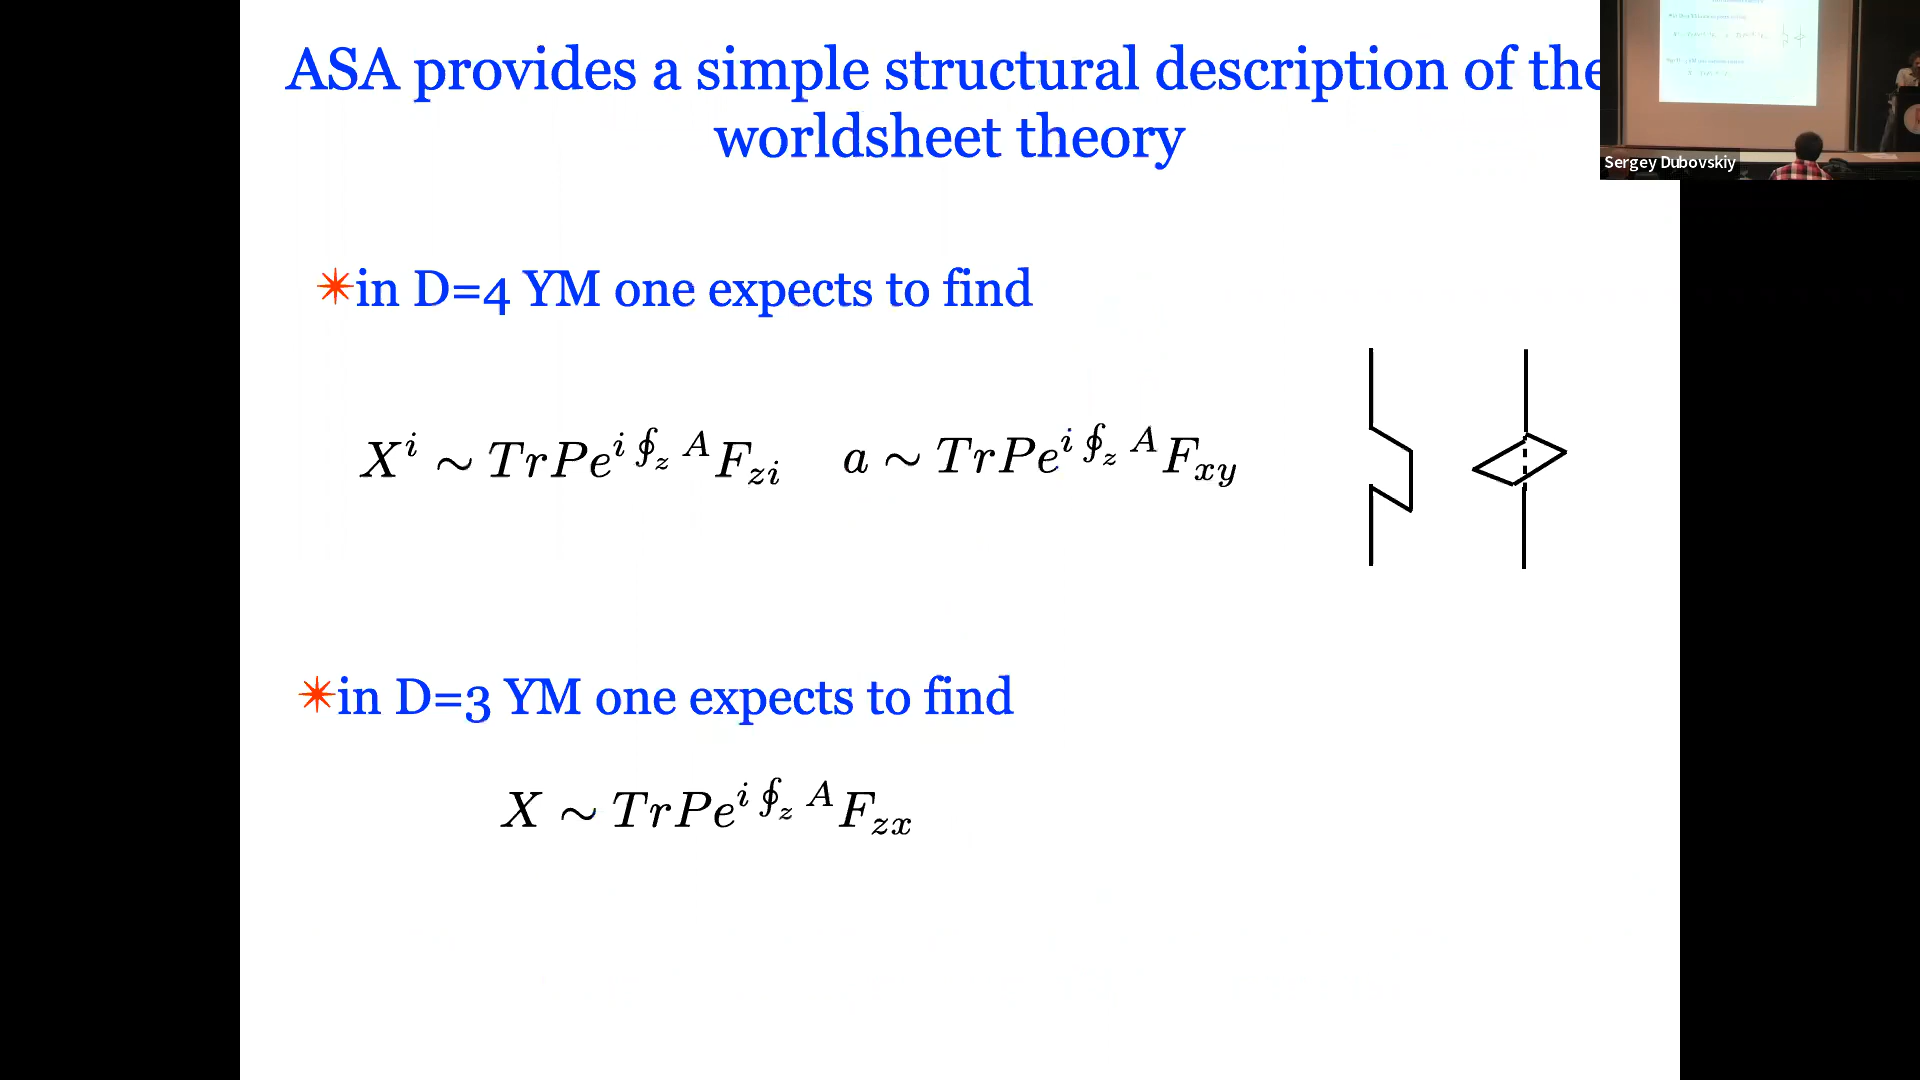 ASA provides a simple structural description of the
worldsheet theory
Sergey Dubovskiy
✴in D=4 YM one expects to find
X^i ∼ TrPe^{i∮_z A}F_{zi}  a ∼ TrPe^{i∮_z A}F_{xy}
✴in D=3 YM one expects to find
X ∼ TrPe^{i∮_z A}F_{zx}